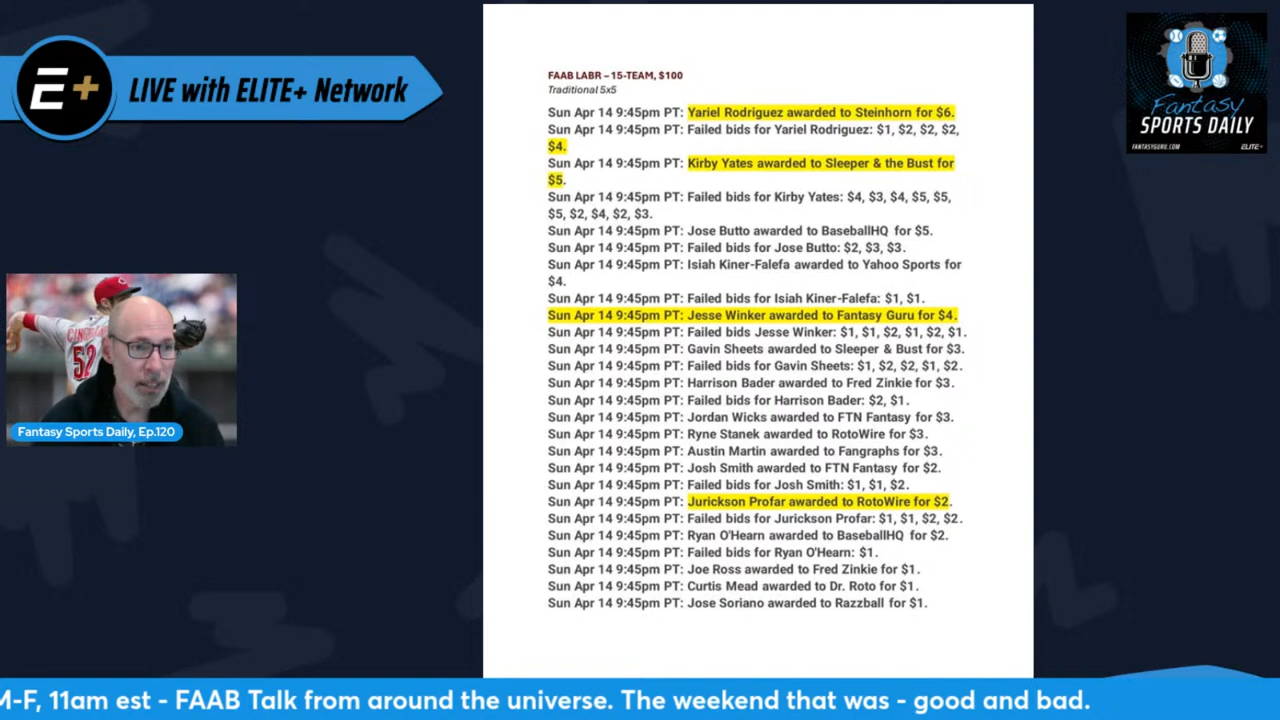 E+
LIVE with ELITE+ Network
CINCINN
52
Fantasy Sports Daily, Ep.120
FAAB LABR – 15-TEAM, $100
Traditional 5x5
Sun Apr 14 9:45pm PT: Yariel Rodriguez awarded to Steinhorn for $6.
Sun Apr 14 9:45pm PT: Failed bids for Yariel Rodriguez: $1, $2, $2, $2,
$4.
Sun Apr 14 9:45pm PT: Kirby Yates awarded to Sleeper & the Bust for
$5.
Sun Apr 14 9:45pm PT: Failed bids for Kirby Yates: $4, $3, $4, $5, $5,
$5, $2, $4, $2, $3.
Sun Apr 14 9:45pm PT: Jose Butto awarded to BaseballHQ for $5.
Sun Apr 14 9:45pm PT: Failed bids for Jose Butto: $2, $3, $3.
Sun Apr 14 9:45pm PT: Isiah Kiner-Falefa awarded to Yahoo Sports for
$4.
Sun Apr 14 9:45pm PT: Failed bids for Isiah Kiner-Falefa: $1, $1.
Sun Apr 14 9:45pm PT: Jesse Winker awarded to Fantasy Guru for $4.
Sun Apr 14 9:45pm PT: Failed bids Jesse Winker: $1, $1, $2, $1, $2, $1.
Sun Apr 14 9:45pm PT: Gavin Sheets awarded to Sleeper & Bust for $3.
Sun Apr 14 9:45pm PT: Failed bids for Gavin Sheets: $1, $2, $2, $1, $2.
Sun Apr 14 9:45pm PT: Harrison Bader awarded to Fred Zinkie for $3.
Sun Apr 14 9:45pm PT: Failed bids for Harrison Bader: $2, $1.
Sun Apr 14 9:45pm PT: Jordan Wicks awarded to FTN Fantasy for $3.
Sun Apr 14 9:45pm PT: Ryne Stanek awarded to RotoWire for $3.
Sun Apr 14 9:45pm PT: Austin Martin awarded to Fangraphs for $3.
Sun Apr 14 9:45pm PT: Josh Smith awarded to FTN Fantasy for $2.
Sun Apr 14 9:45pm PT: Failed bids for Josh Smith: $1, $1, $2.
Sun Apr 14 9:45pm PT: Jurickson Profar awarded to RotoWire for $2.
Sun Apr 14 9:45pm PT: Failed bids for Jurickson Profar: $1, $1, $2, $2.
Sun Apr 14 9:45pm PT: Ryan O'Hearn awarded to BaseballHQ for $2.
Sun Apr 14 9:45pm PT: Failed bids for Ryan O'Hearn: $1.
Sun Apr 14 9:45pm PT: Joe Ross awarded to Fred Zinkie for $1.
Sun Apr 14 9:45pm PT: Curtis Mead awarded to Dr. Roto for $1.
Sun Apr 14 9:45pm PT: Jose Soriano awarded to Razzball for $1.
Fantasy
SPORTS DAILY
FANTASYGURU.COM ELITE+
M-F, 11am est - FAAB Talk from around the universe. The weekend that was - good and bad.